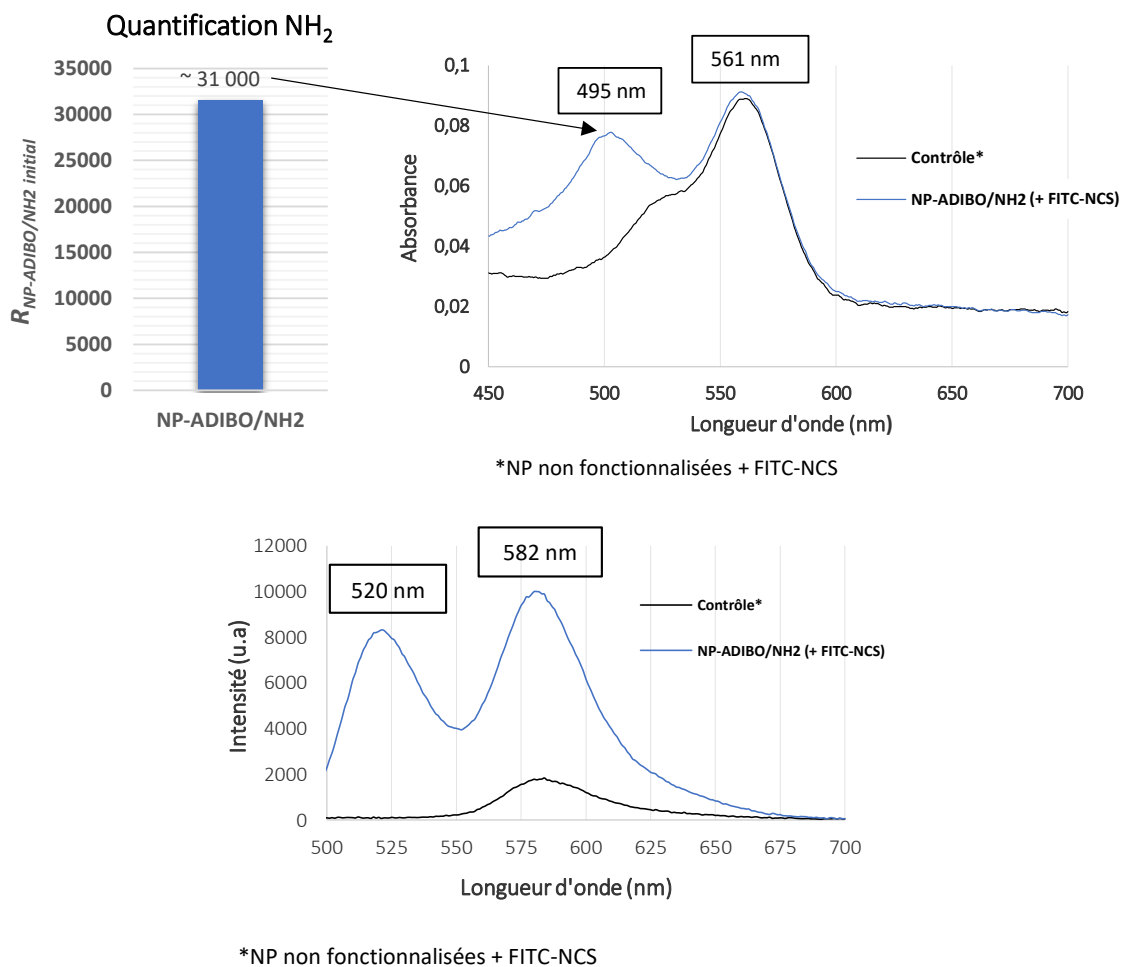 Quantification NH2
R NP-ADIBO/NH2 initial
35000
30000
25000
20000
15000
10000
5000
0
~ 31 000
NP-ADIBO/NH2
495 nm
561 nm
Absorbance
0,1
0,08
0,06
0,04
0,02
0
450
500
550
600
650
700
Longueur d'onde (nm)
Contrôle*
NP-ADIBO/NH2 (+ FITC-NCS)
*NP non fonctionnalisées + FITC-NCS
520 nm
582 nm
Intensité (u.a)
12000
10000
8000
6000
4000
2000
0
500
525
550
575
600
625
650
675
700
Longueur d'onde (nm)
Contrôle*
NP-ADIBO/NH2 (+ FITC-NCS)
*NP non fonctionnalisées + FITC-NCS